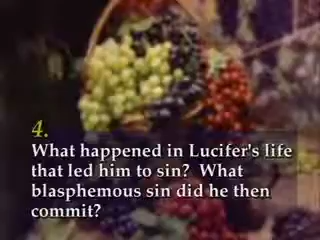 4.
What happened in Lucifer's life
that led him to sin?  What
blasphemous sin did he then
commit?